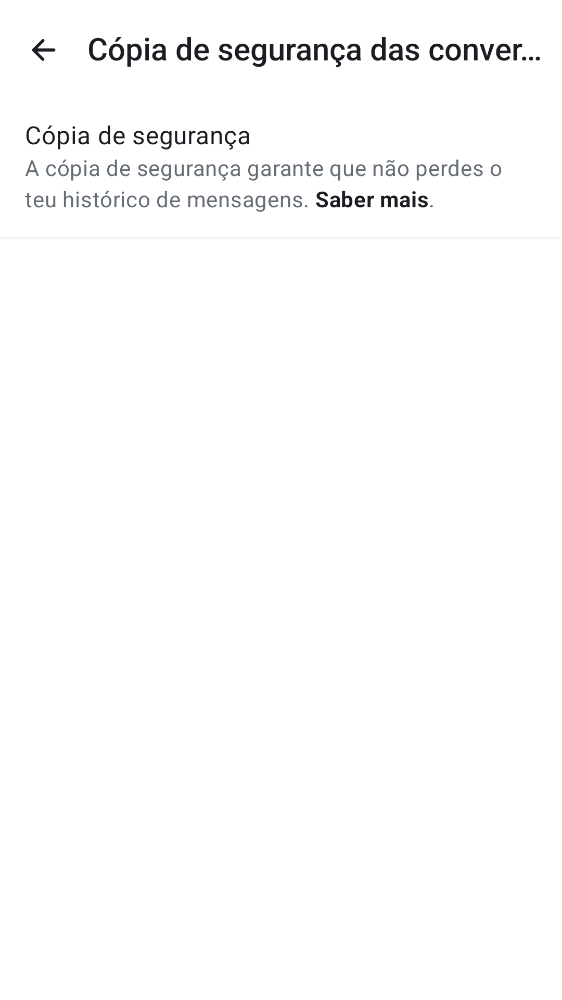 Cópia de segurança das conver...
Cópia de segurança
A cópia de segurança garante que não perdes o
teu histórico de mensagens. Saber mais.